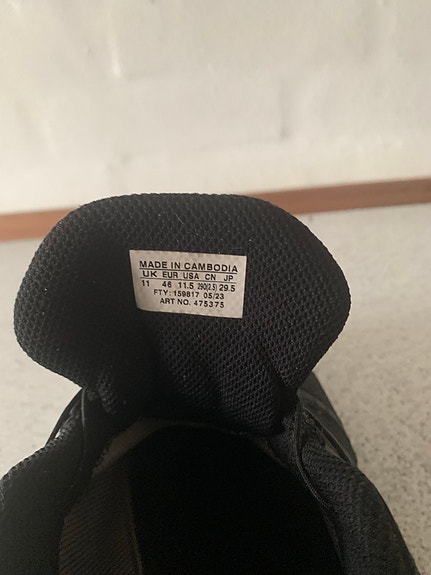 MADE IN CAMBODIA
UK EUR USA CN JP
11 46 11.5 290(2.5) 29.5
FTY: 159817 05/23
ART NO. 475375